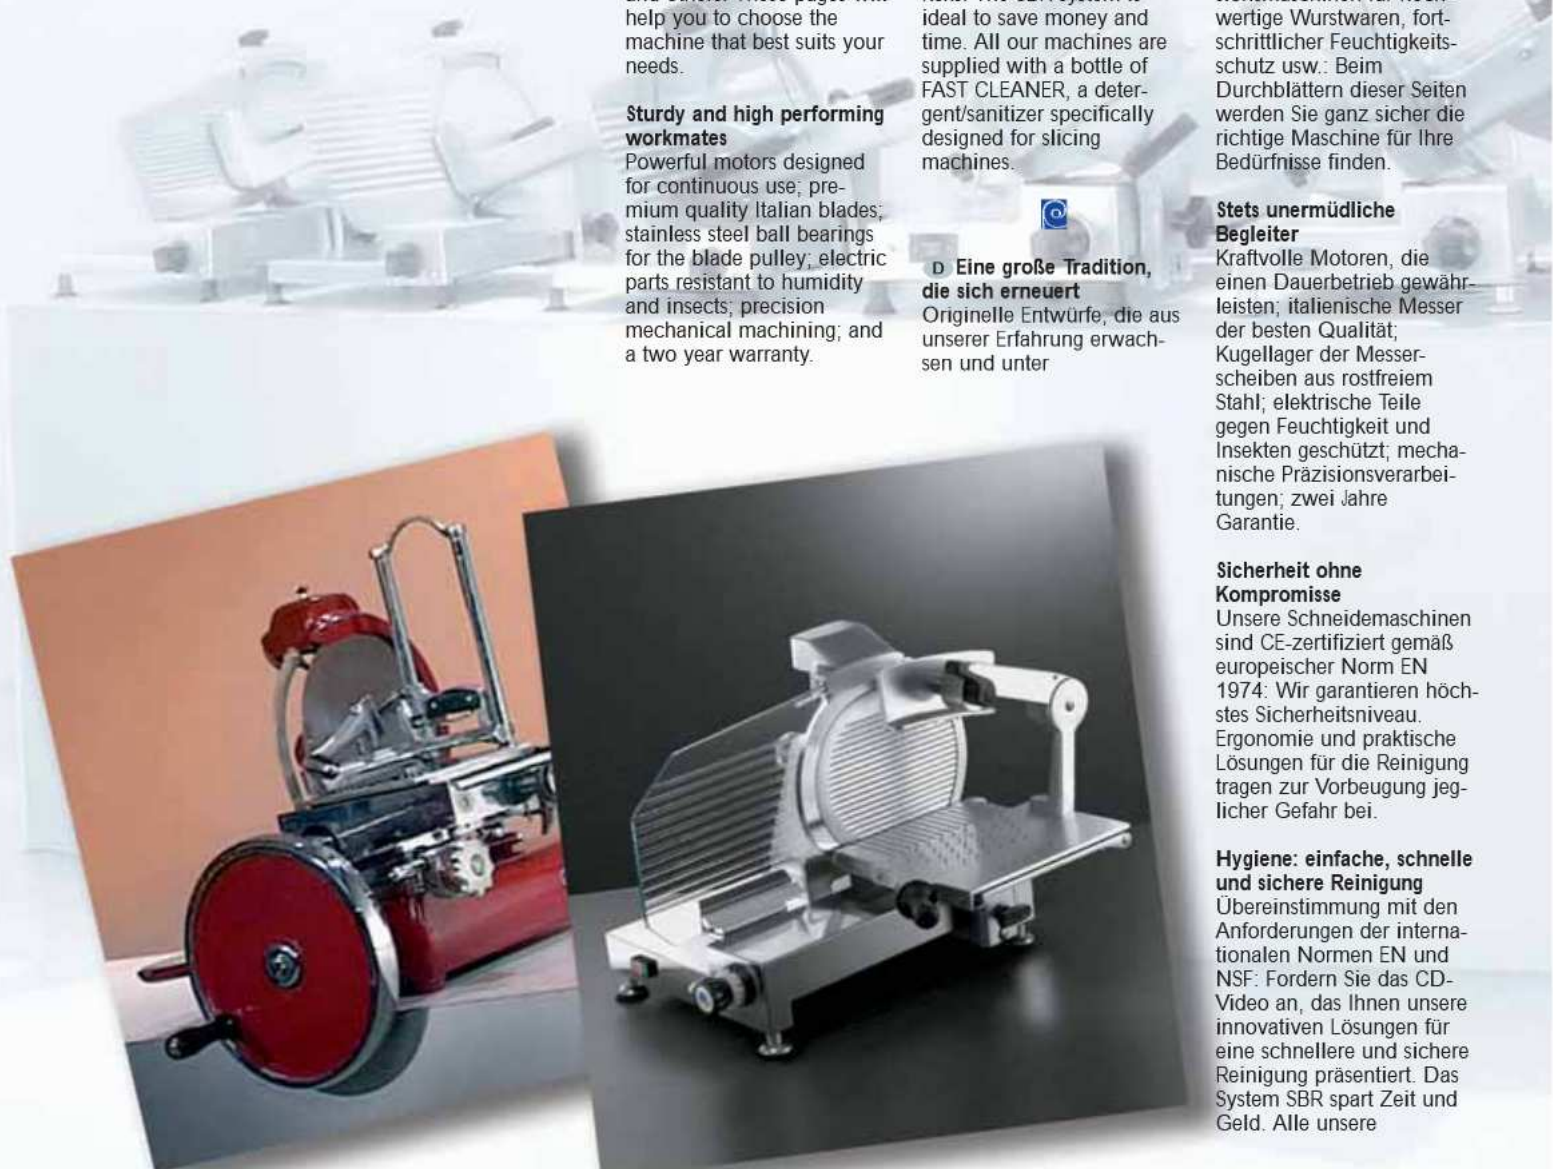 help you to choose the
machine that best suits your
needs.
Sturdy and high performing
workmates
Powerful motors designed
for continuous use; pre-
mium quality Italian blades;
stainless steel ball bearings
for the blade pulley; electric
parts resistant to humidity
and insects; precision
mechanical machining; and
a two year warranty.
ideal to save money and
time. All our machines are
supplied with a bottle of
FAST CLEANER, a deter-
gent/sanitizer specifically
designed for slicing
machines.
D Eine große Tradition,
die sich erneuert
Originelle Entwürfe, die aus
unserer Erfahrung erwach-
sen und unter
wertige Wurstwaren, fort-
schrittlicher Feuchtigkeits-
schutz usw.: Beim
Durchblättern dieser Seiten
werden Sie ganz sicher die
richtige Maschine für Ihre
Bedürfnisse finden.
Stets unermüdliche
Begleiter
Kraftvolle Motoren, die
einen Dauerbetrieb gewähr-
leisten; italienische Messer
der besten Qualität;
Kugellager der Messer-
scheiben aus rostfreiem
Stahl; elektrische Teile
gegen Feuchtigkeit und
Insekten geschützt; mecha-
nische Präzisionsverarbei-
tungen; zwei Jahre
Garantie.
Sicherheit ohne
Kompromisse
Unsere Schneidemaschinen
sind CE-zertifiziert gemäß
europeischer Norm EN
1974: Wir garantieren höch-
stes Sicherheitsniveau.
Ergonomie und praktische
Lösungen für die Reinigung
tragen zur Vorbeugung jeg-
licher Gefahr bei.
Hygiene: einfache, schnelle
und sichere Reinigung
Übereinstimmung mit den
Anforderungen der interna-
tionalen Normen EN und
NSF: Fordern Sie das CD-
Video an, das Ihnen unsere
innovativen Lösungen für
eine schnellere und sichere
Reinigung präsentiert. Das
System SBR spart Zeit und
Geld. Alle unsere